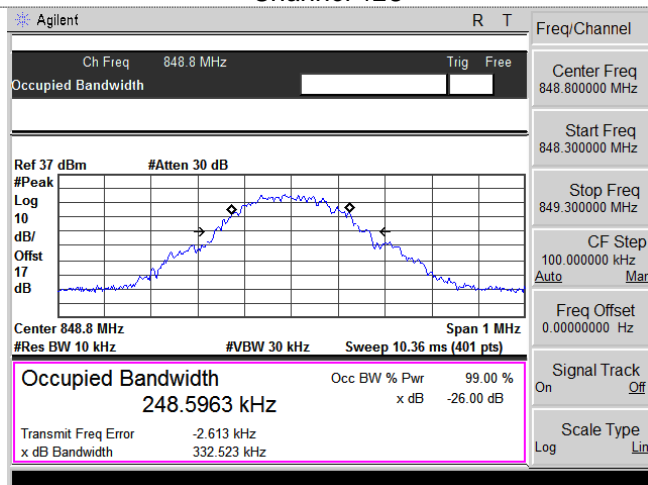 Agilent R T
Ch Freq 848.8 MHz Trig Free
Occupied Bandwidth
Ref 37 dBm #Atten 30 dB
#Peak
Log
10
dB/
Offst
17
dB
Center 848.8 MHz Span 1 MHz
#Res BW 10 kHz #VBW 30 kHz Sweep 10.36 ms (401 pts)
Occupied Bandwidth Occ BW % Pwr 99.00 %
248.5963 kHz x dB -26.00 dB
Transmit Freq Error -2.613 kHz
x dB Bandwidth 332.523 kHz
Freq/Channel
Center Freq
848.800000 MHz
Start Freq
848.300000 MHz
Stop Freq
849.300000 MHz
CF Step
100.000000 kHz
Auto Man
Freq Offset
0.00000000 Hz
Signal Track
On Off
Scale Type
Log Lin